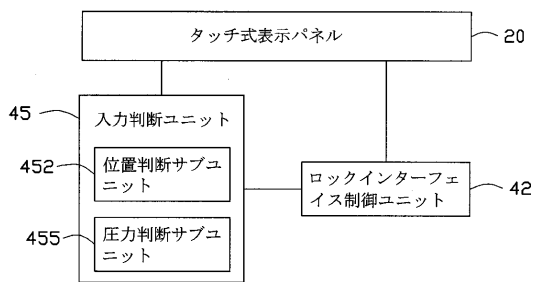 タッチ式表示パネル
20
45
入力判断ユニット
452
位置判断サブユ
ニット
455
圧力判断サブユ
ニット
ロックインターフェ
イス制御ユニット
42